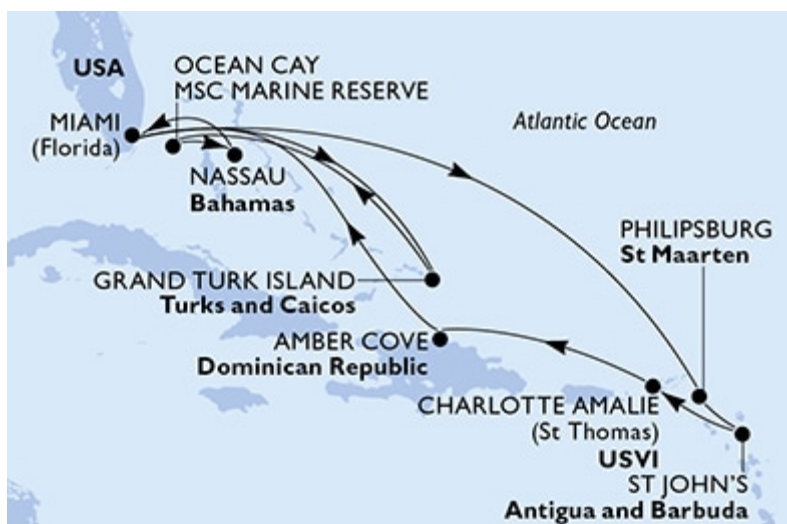 USA
OCEAN CAY
MSC MARINE RESERVE
MIAMI
(Florida)
Atlantic Ocean
NASSAU
Bahamas
PHILIPSBURG
St Maarten
GRAND TURK ISLAND
Turks and Caicos
AMBER COVE
Dominican Republic
CHARLOTTE AMALIE
(St Thomas)
USVI
ST JOHN'S
Antigua and Barbuda